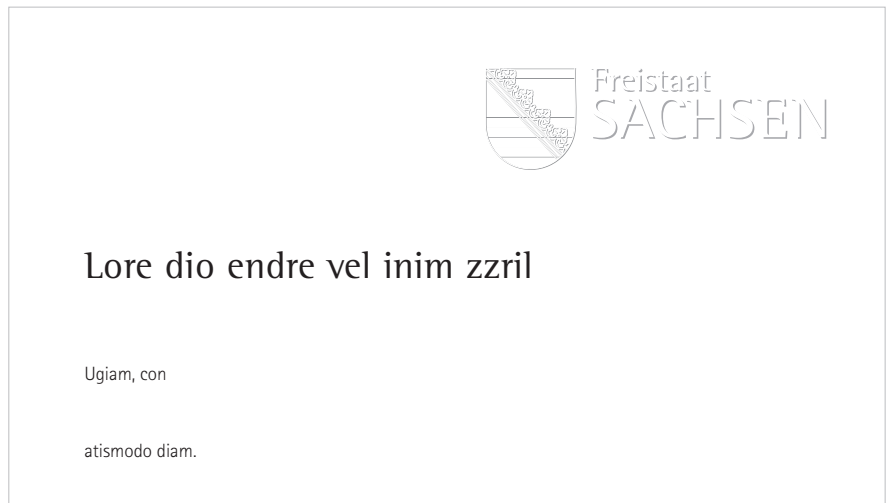 Freistaat
SACHSEN
Lore dio endre vel inim zzril
Ugiam, con
atismodo diam.